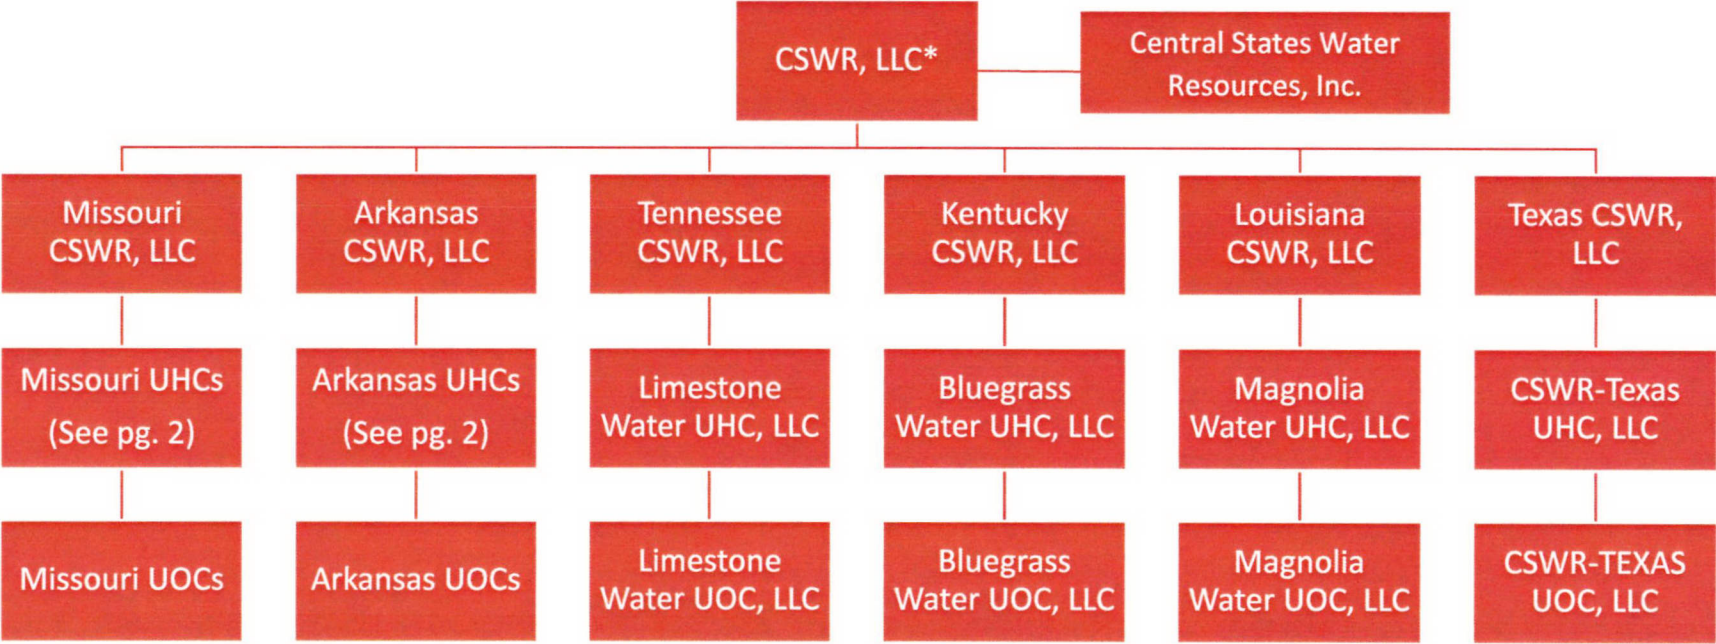 CSWR, LLC*
Central States Water
Resources, Inc.
Missouri
CSWR, LLC
Arkansas
CSWR, LLC
Tennessee
CSWR, LLC
Kentucky
CSWR, LLC
Louisiana
CSWR, LLC
Texas CSWR,
LLC
Missouri UHCs
(See pg. 2)
Arkansas UHCs
(See pg. 2)
Limestone
Water UHC, LLC
Bluegrass
Water UHC, LLC
Magnolia
Water UHC, LLC
CSWR-Texas
UHC, LLC
Missouri UOCs
Arkansas UOCs
Limestone
Water UOC, LLC
Bluegrass
Water UOC, LLC
Magnolia
Water UOC, LLC
CSWR-TEXAS
UOC, LLC